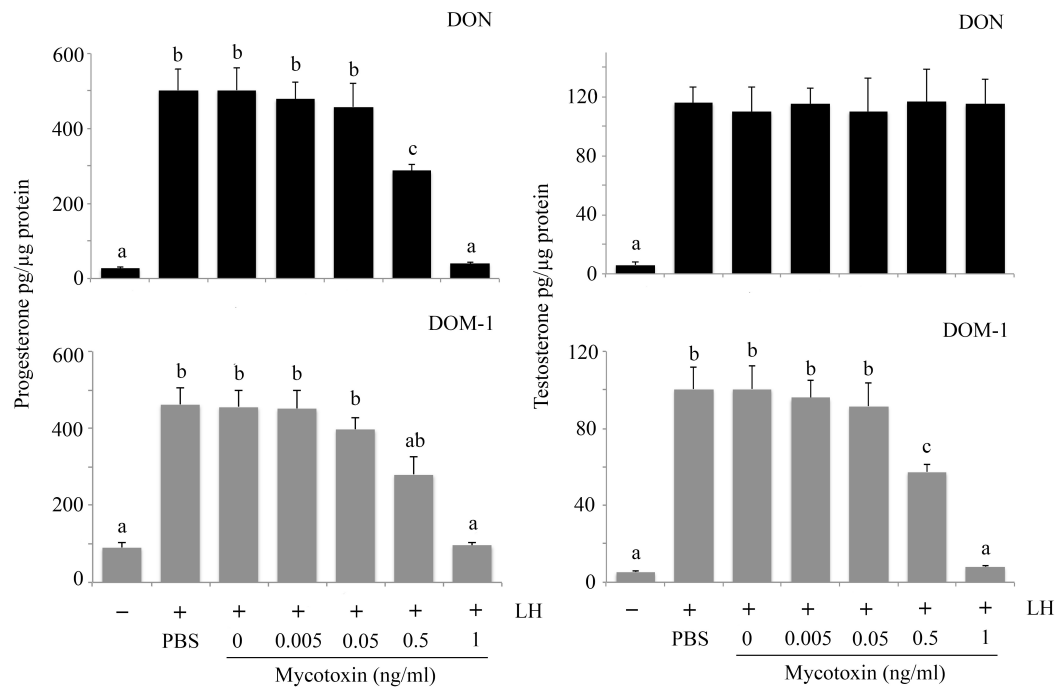 DON
600
400
200
0
a
b
b
b
b
c
a
Progesterone pg/µg protein
DOM-1
600
400
200
0
a
b
b
b
b
ab
a
− + + + + + + LH
PBS 0 0.005 0.05 0.5 1
Mycotoxin (ng/ml)
DON
120
80
40
0
a
Testosterone pg/µg protein
DOM-1
120
80
40
0
a
b
b
b
b
c
a
− + + + + + + LH
PBS 0 0.005 0.05 0.5 1
Mycotoxin (ng/ml)